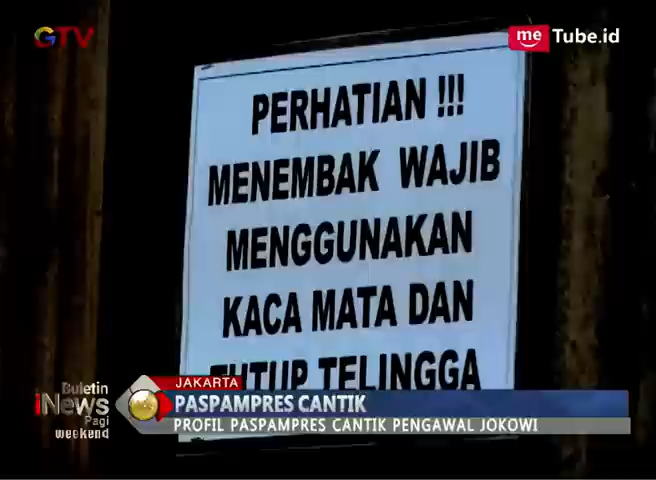 GTV
me Tube.id
PERHATIAN !!!
MENEMBAK WAJIB
MENGGUNAKAN
KACA MATA DAN
TUTUP TELINGGA
JAKARTA
Buletin
iNews
Pagi
weekend
PASPAMPRES CANTIK
PROFIL PASPAMPRES CANTIK PENGAWAL JOKOWI